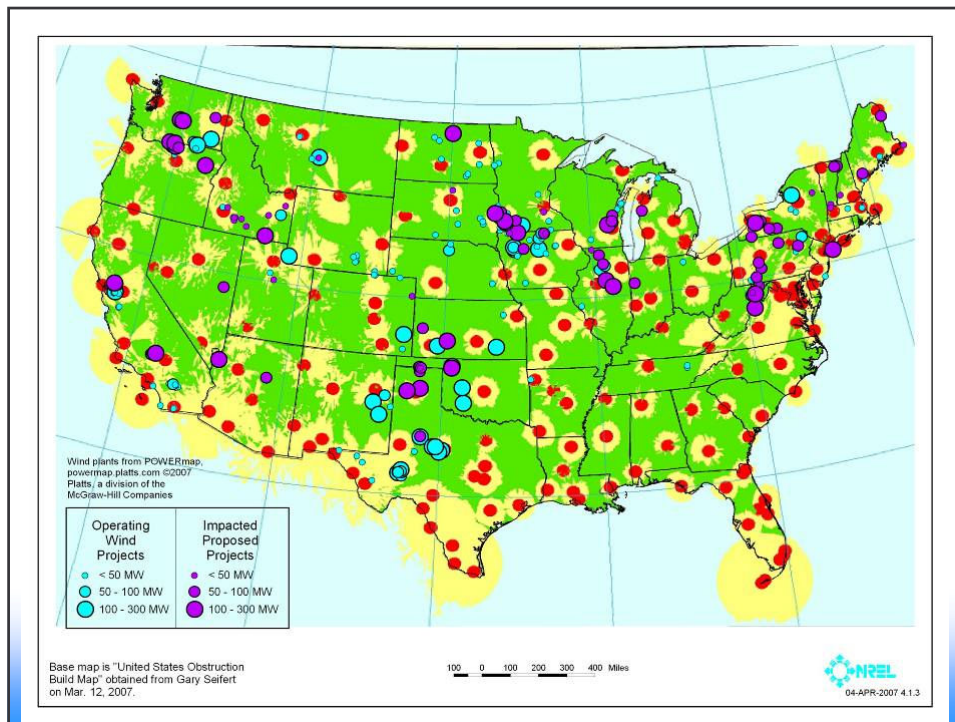 Wind plants from POWERmap,
powermap.platts.com ©2007
Platts, a division of the
McGraw-Hill Companies
Operating
Wind
Projects
< 50 MW
50 - 100 MW
100 - 300 MW
Impacted
Proposed
Projects
< 50 MW
50 - 100 MW
100 - 300 MW
Base map is "United States Obstruction
Build Map" obtained from Gary Seifert
on Mar. 12, 2007.
100 0 100 200 300 400 Miles
NREL
04-APR-2007 4.1.3